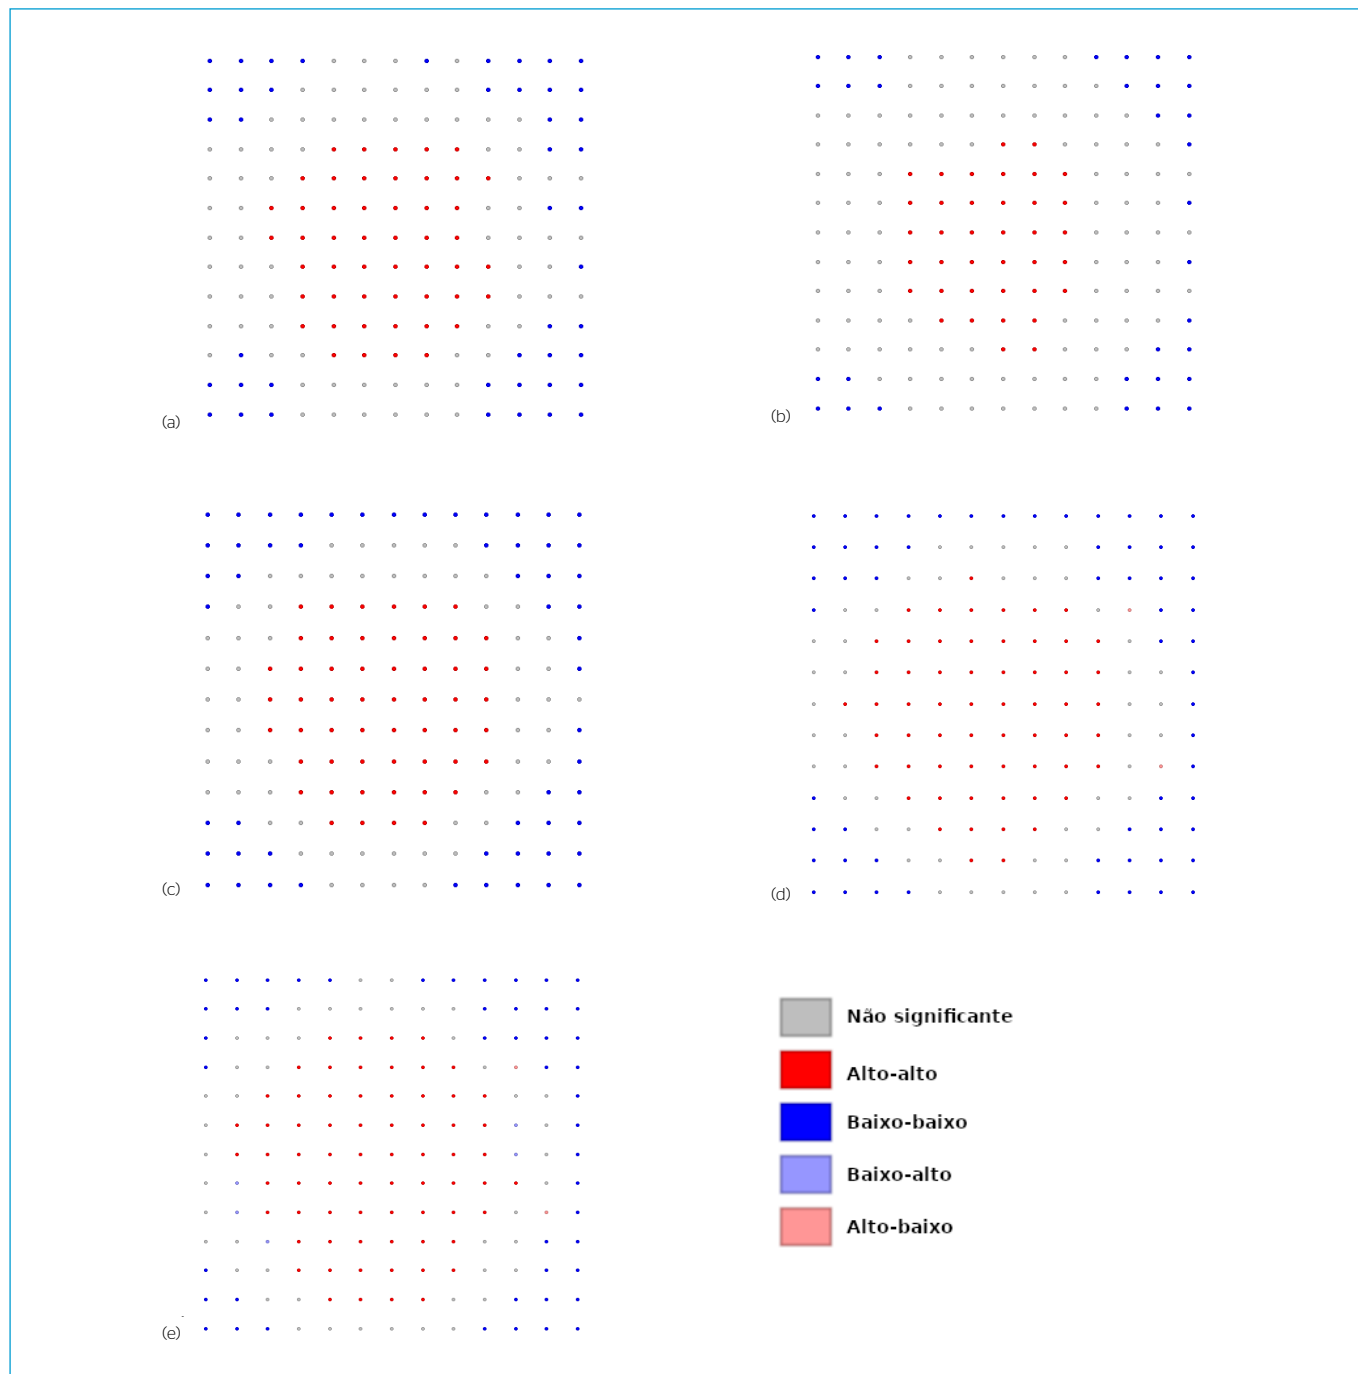 (a)
(b)
(c)
(d)
(e)
Não significante
Alto-alto
Baixo-baixo
Baixo-alto
Alto-baixo